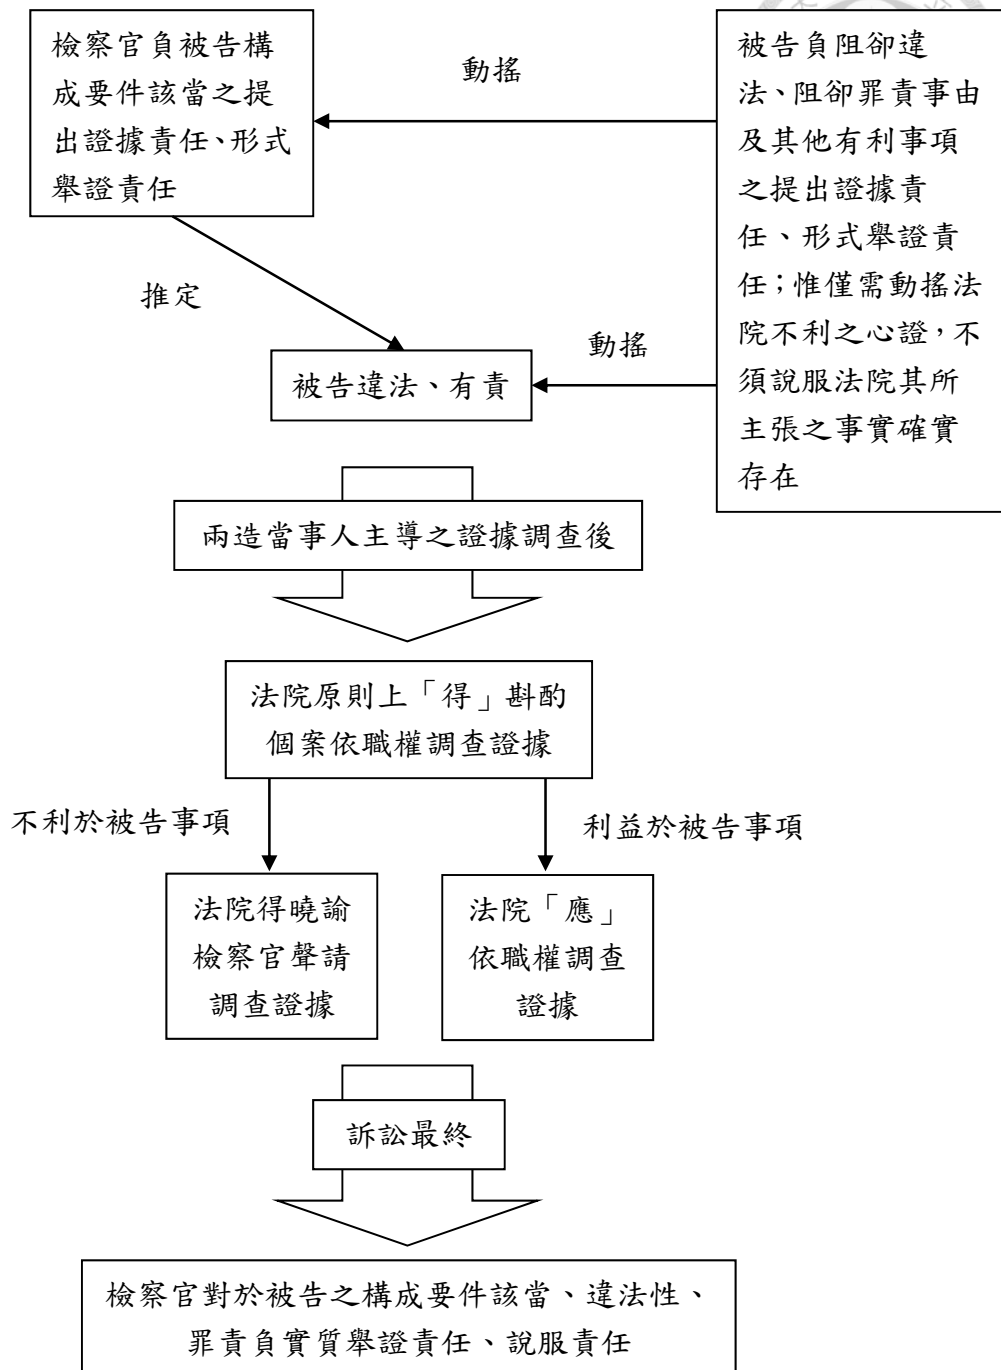 檢察官負被告構
成要件該當之提
出證據責任、形式
舉證責任
動搖
被告負阻卻違
法、阻卻罪責事由
及其他有利事項
之提出證據責
任、形式舉證責
任；惟僅需動搖法
院不利之心證，不
須說服法院其所
主張之事實確實
存在
推定
動搖
被告違法、有責
兩造當事人主導之證據調查後
法院原則上「得」斟酌
個案依職權調查證據
不利於被告事項
利益於被告事項
法院得曉諭
檢察官聲請
調查證據
法院「應」
依職權調查
證據
訴訟最終
檢察官對於被告之構成要件該當、違法性、
罪責負實質舉證責任、說服責任